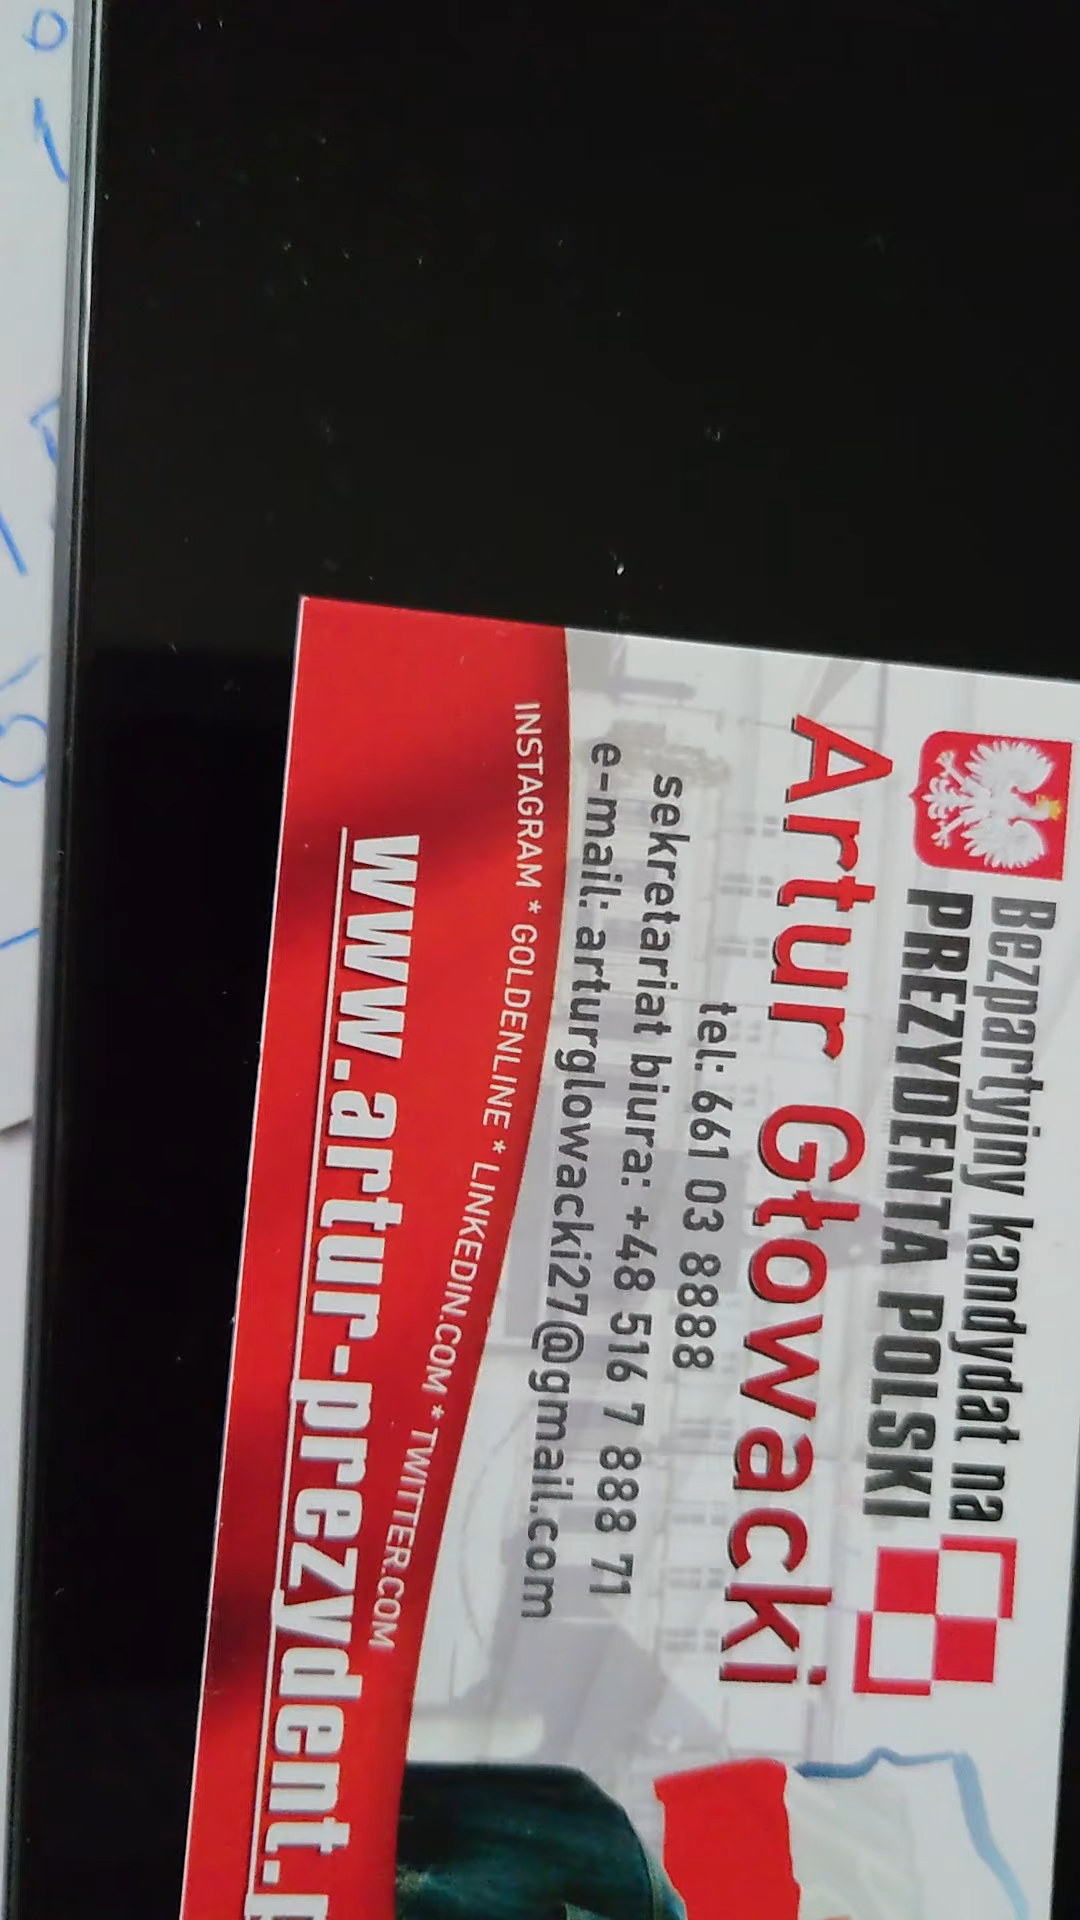 Bezpartyjny kandydat na
PREZYDENTA POLSKI
Artur Głowacki
tel: 661 03 8888
sekretariat biura: +48 516 7 888 71
e-mail: arturglowacki27@gmail.com
INSTAGRAM * GOLDENLINE * LINKEDIN.COM * TWITTER.COM
www.artur-prezydent.p